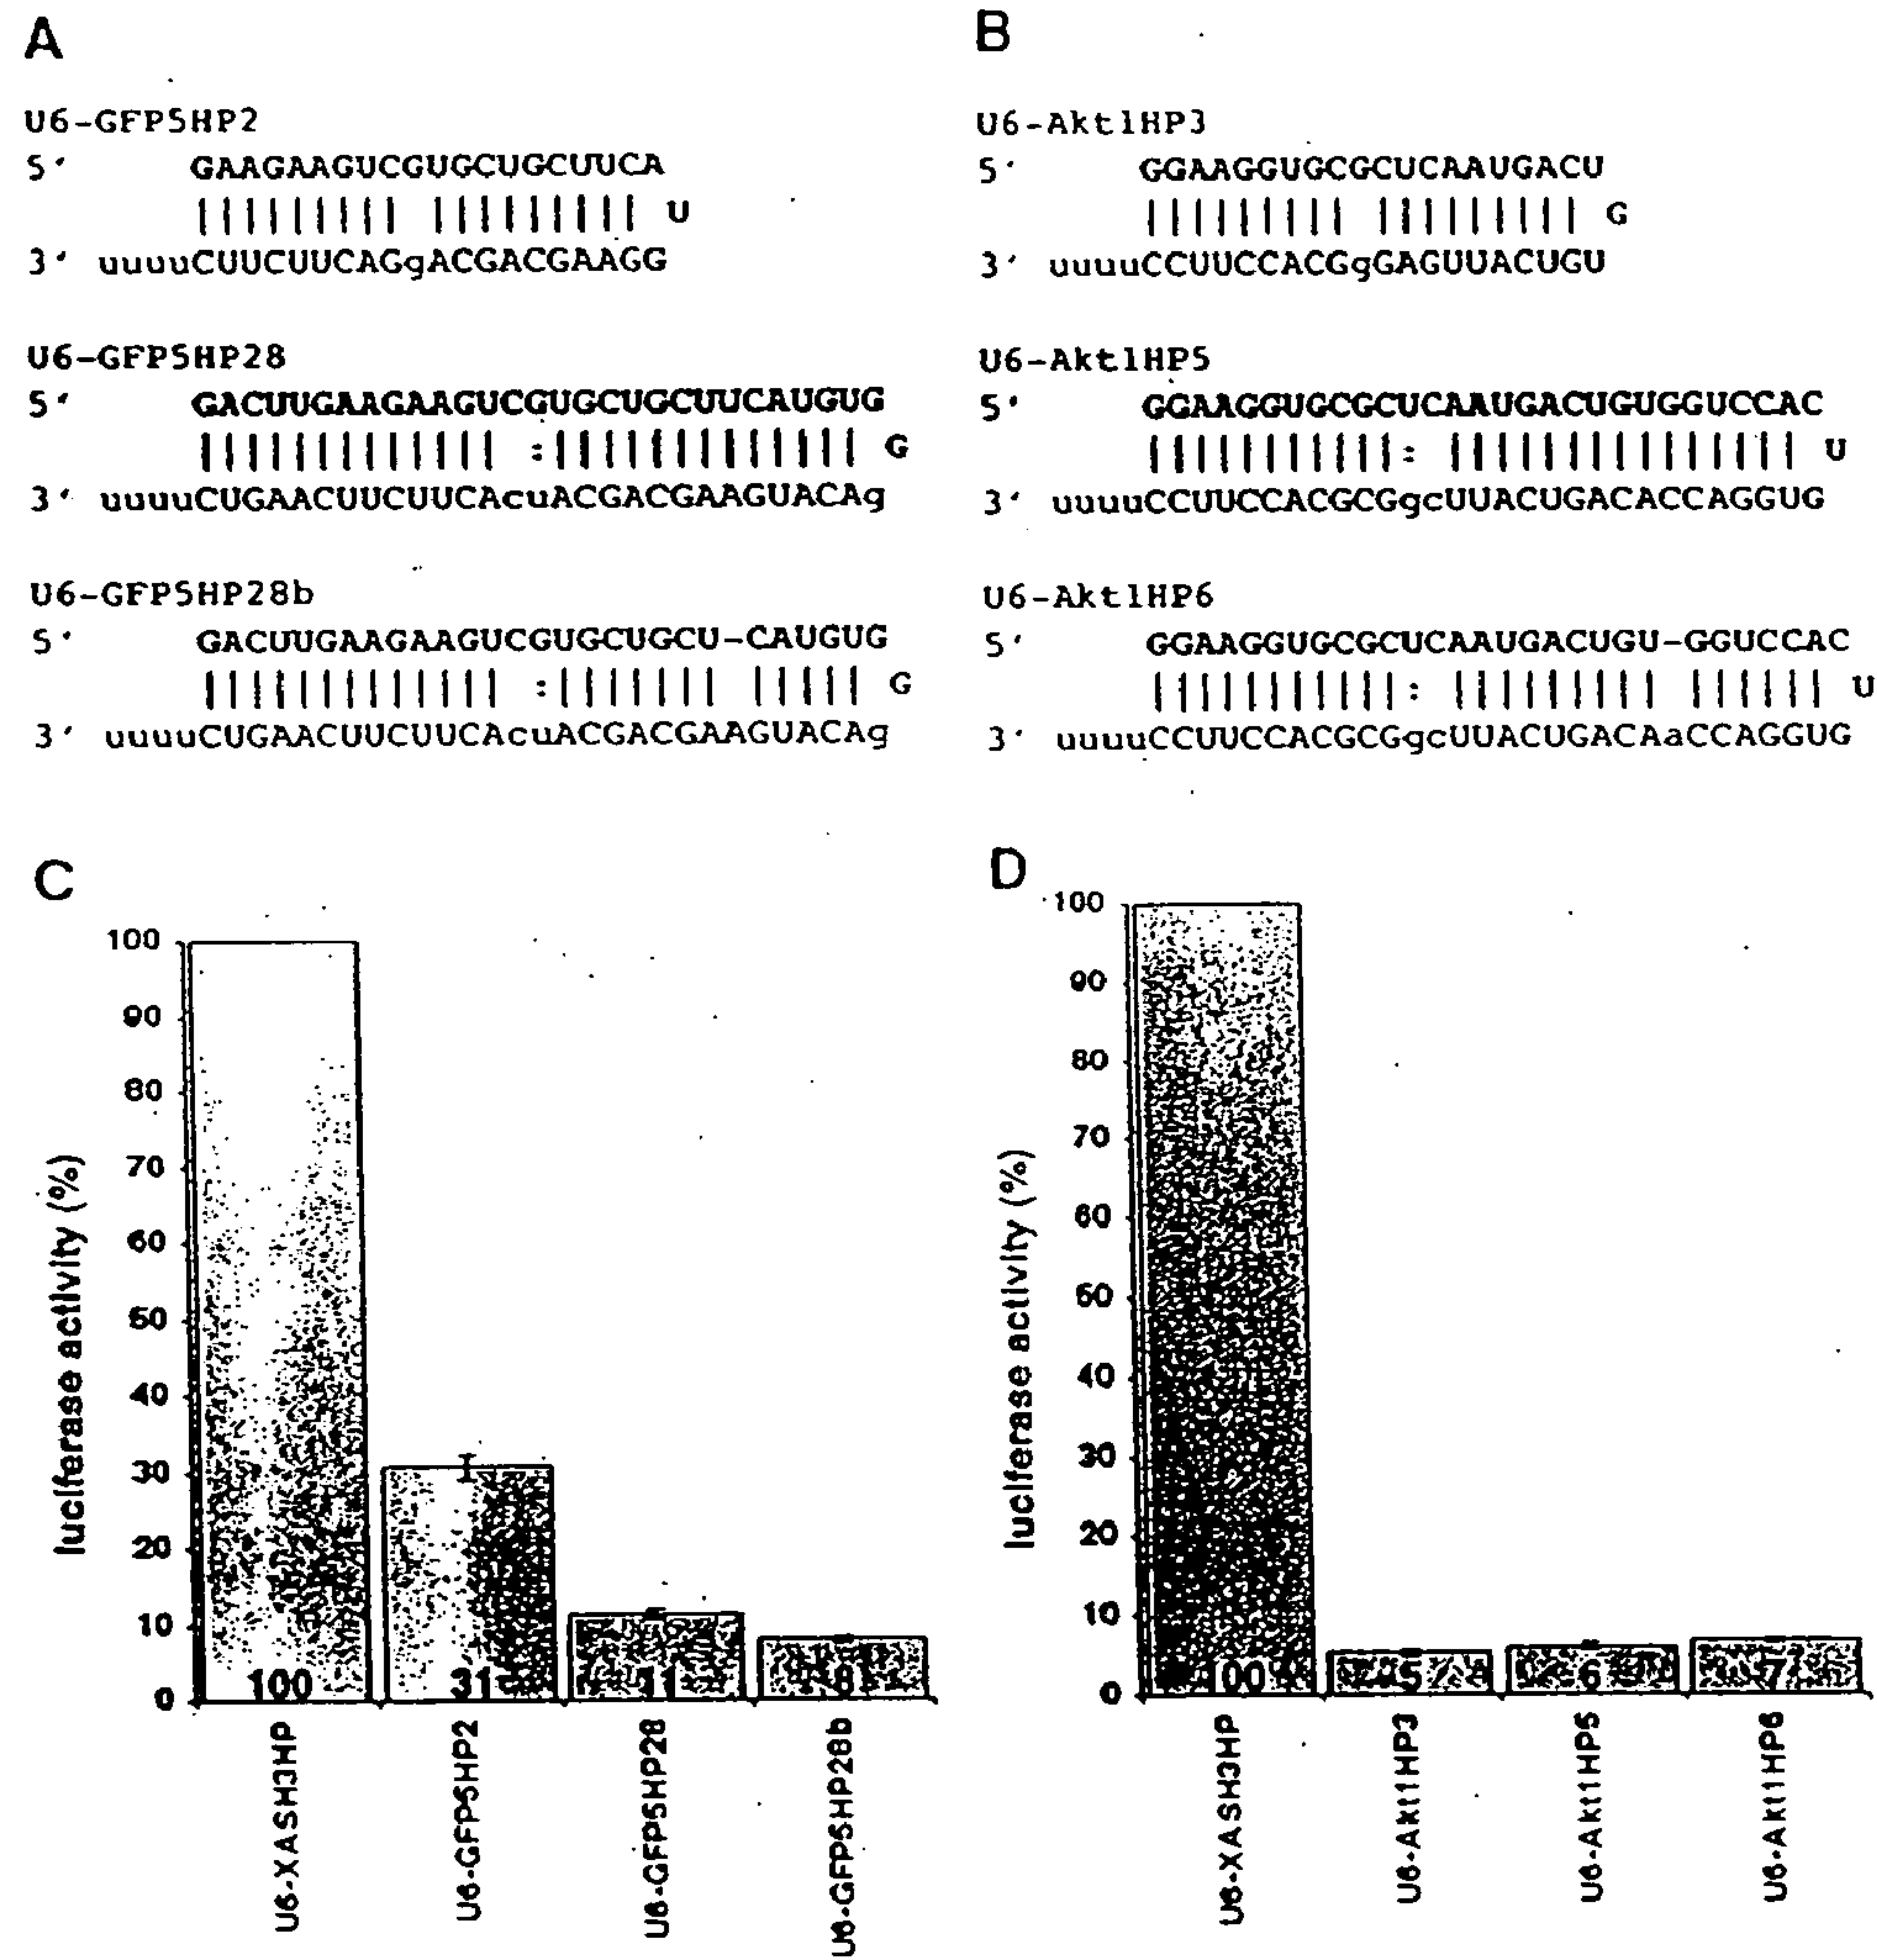 A
U6-GFP5HP2
5' GAAGAAGUCGUGCUGCUUCA
||||||||| ||||||||| U
3' uuuuCUUCUUCAGgACGACGAAGG
U6-GFP5HP28
5' GACUUGAAGAAGUCGUGCUGCUUCAUGUG
||||||||||||| :||||||||||||| G
3' uuuuCUGAACUUCUUCAcuACGACGAAGUACAg
U6-GFP5HP28b
5' GACUUGAAGAAGUCGUGCUGCU-CAUGUG
||||||||||||| :||||||| ||||| G
3' uuuuCUGAACUUCUUCAcuACGACGAAGUACAg
B
U6-Akt1HP3
5' GGAAGGUGCGCUCAAUGACU
||||||||| ||||||||| G
3' uuuuCCUUCCACGgGAGUUACUGU
U6-Akt1HP5
5' GGAAGGUGCGCUCAAUGACUGUGGUCCAC
|||||||||||: ||||||||||||||| U
3' uuuuCCUUCCACGCGgcUUACUGACACCAGGUG
U6-Akt1HP6
5' GGAAGGUGCGCUCAAUGACUGU-GGUCCAC
|||||||||||: ||||||||| |||||| U
3' uuuuCCUUCCACGCGgcUUACUGACAaCCAGGUG
C
luciferase activity (%)
100
90
80
70
60
50
40
30
20
10
0
100
31
11
8
U6-XASH3HP
U6-GFP5HP2
U6-GFP5HP28
U6-GFP5HP28b
D
luciferase activity (%)
100
90
80
70
60
50
40
30
20
10
0
100
5
6
7
U6-XASH3HP
U6-Akt1HP3
U6-Akt1HP5
U6-Akt1HP6